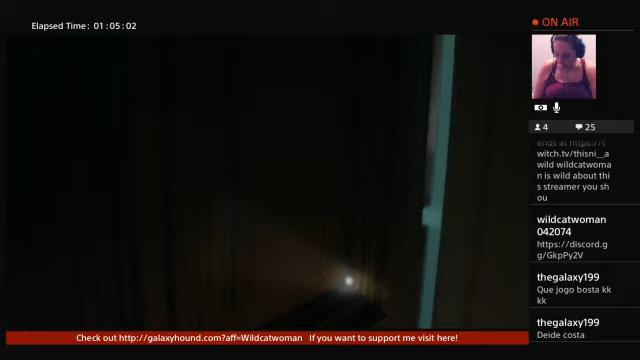 Elapsed Time: 01:05:02
ON AIR
4
25
ends at https://t
witch.tv/thisni__a
wild wildcatwoma
n is wild about thi
s streamer you sh
ou
wildcatwoman
042074
https://discord.g
g/GkpPy2V
thegalaxy199
Que jogo bosta kk
kk
thegalaxy199
Deide costa
Check out http://galaxyhound.com?aff=Wildcatwoman If you want to support me visit here!